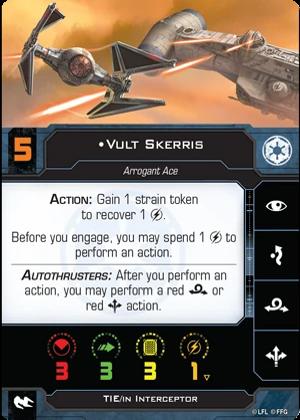 5
•Vult Skerris
Arrogant Ace
Action: Gain 1 strain token
to recover 1 .
Before you engage, you may spend 1 to
perform an action.
Autothrusters: After you perform an
action, you may perform a red or
red action.
3 3 3 1
TIE/in Interceptor
©LFL ©FFG